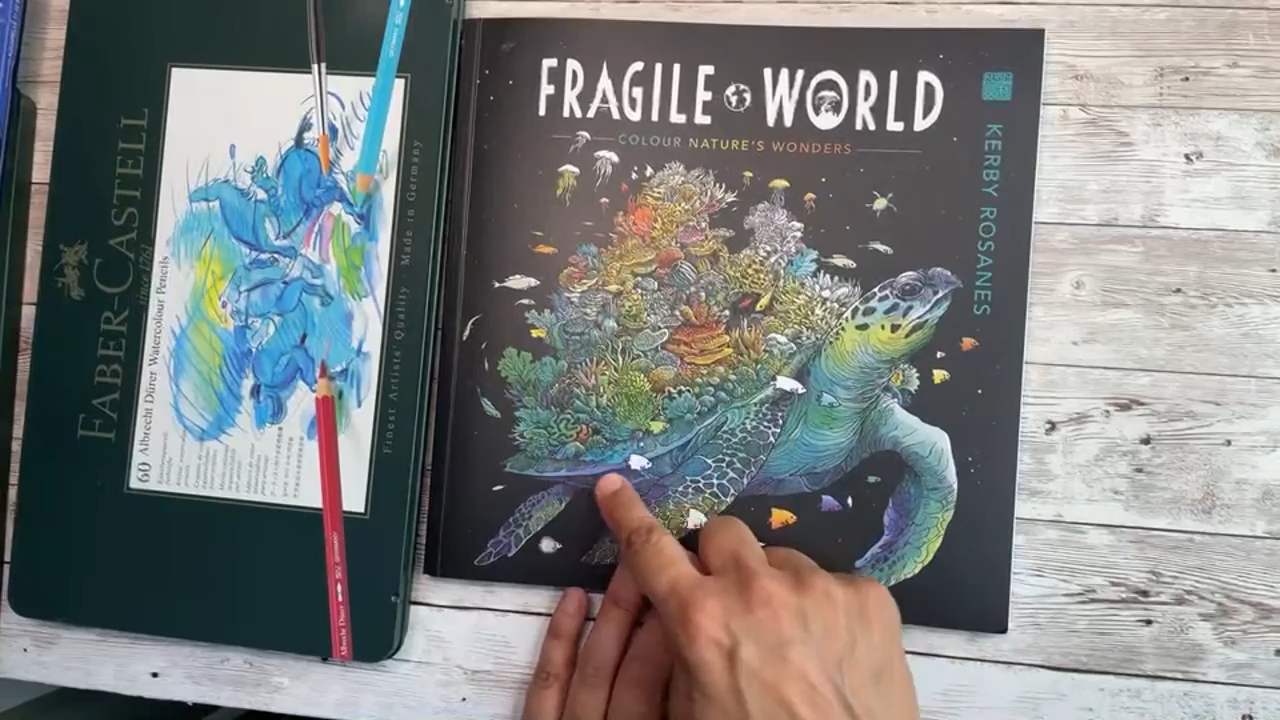 FRAGILE WORLD
COLOUR NATURE'S WONDERS
KERBY ROSANES
FABER-CASTELL
since 1761
60 Albrecht Dürer Watercolour Pencils
Finest Artists' Quality Made in Germany
Albrecht Dürer